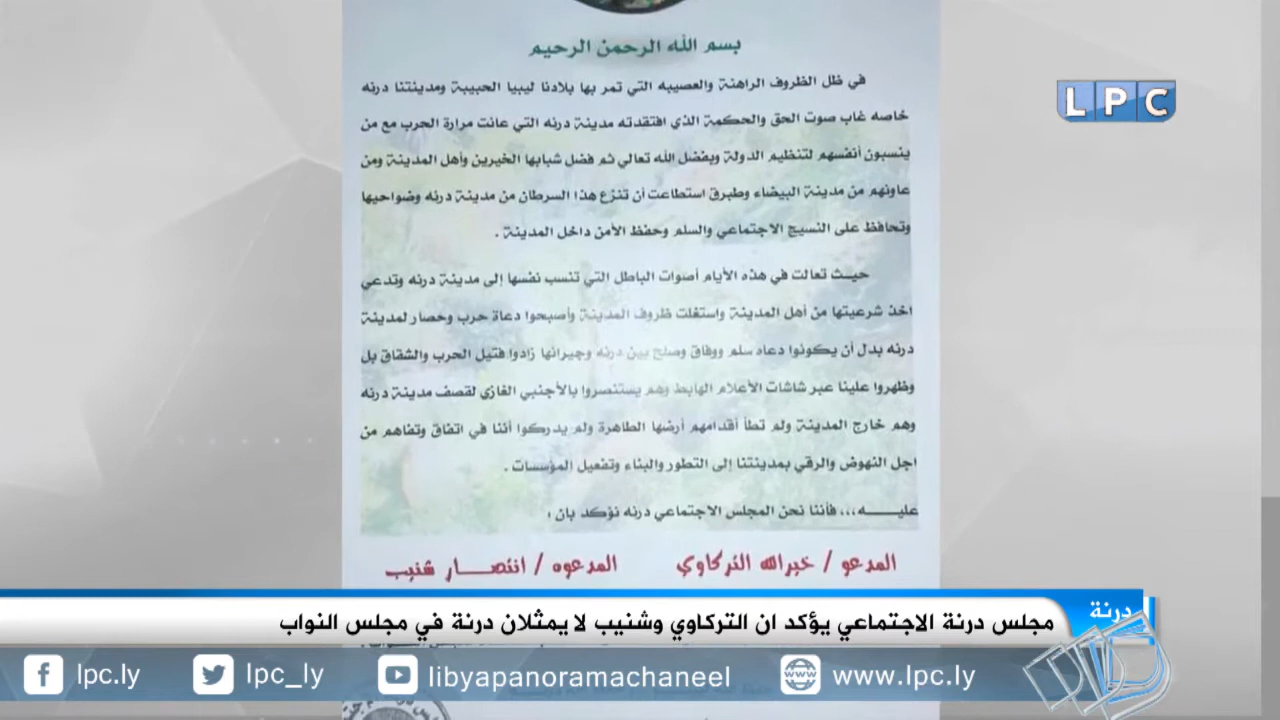 بسم الله الرحمن الرحيم
في ظل الظروف الراهنة والعصيبه التي تمر بها بلادنا ليبيا الحبيبة ومدينتنا درنه
خاصه غاب صوت الحق والحكمة الذي افتقدته مدينة درنه التي عانت مرارة الحرب مع من
ينسبون أنفسهم لتنظيم الدولة وبفضل الله تعالي ثم فضل شبابها الخيرين وأهل المدينة ومن
عاونهم من مدينة البيضاء وطبرق استطاعت أن تنزع هذا السرطان من مدينة درنه وضواحيها
وتحافظ على النسيج الاجتماعي والسلم وحفظ الأمن داخل المدينة .
حيث تعالت في هذه الأيام أصوات الباطل التي تنسب نفسها إلى مدينة درنه وتدعي
اخذ شرعيتها من أهل المدينة واستغلت ظروف المدينة وأصبحوا دعاة حرب وحصار لمدينة
درنه بدل أن يكونوا دعاه سلم ووفاق وصلح بين درنه وجيرانها زادوا فتيل الحرب والشقاق بل
وظهروا علينا عبر شاشات الأعلام الهابط وهم يستنصروا بالأجنبي الغازي لقصف مدينة درنه
وهم خارج المدينة ولم تطأ أقدامهم أرضها الطاهرة ولم يدركوا أننا في اتفاق وتفاهم من
اجل النهوض والرقي بمدينتنا إلى التطور والبناء وتفعيل المؤسسات .
عليـــــه ،،، فأننا نحن المجلس الاجتماعي درنه نؤكد بان :
المدعو / خيرالله التركاوي المدعوه / انتصـــار شنيب
LPC
درنة
مجلس درنة الاجتماعي يؤكد ان التركاوي وشنيب لا يمثلان درنة في مجلس النواب
lpc.ly lpc_ly libyapanoramachaneel www.lpc.ly